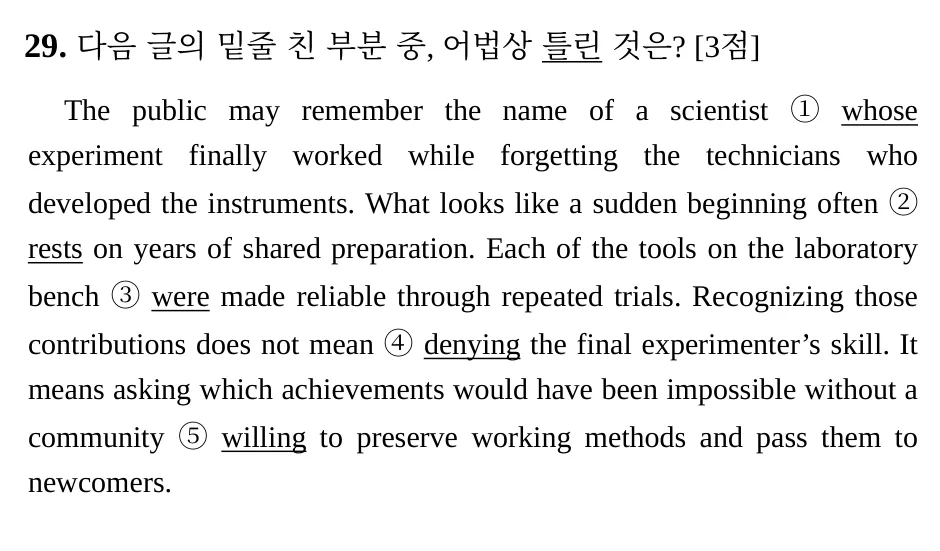 29. 다음 글의 밑줄 친 부분 중, 어법상 틀린 것은? [3점]
The public may remember the name of a scientist ① whose
experiment finally worked while forgetting the technicians who
developed the instruments. What looks like a sudden beginning often ②
rests on years of shared preparation. Each of the tools on the laboratory
bench ③ were made reliable through repeated trials. Recognizing those
contributions does not mean ④ denying the final experimenter’s skill. It
means asking which achievements would have been impossible without a
community ⑤ willing to preserve working methods and pass them to
newcomers.